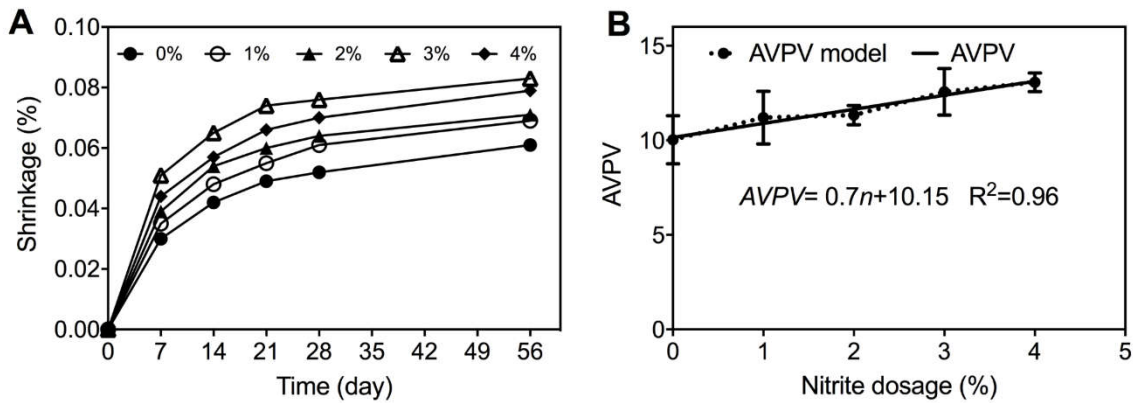 A
0.10
0.08
0.06
0.04
0.02
0.00
Shrinkage (%)
0% 1% 2% 3% 4%
0 7 14 21 28 35 42 49 56
Time (day)
B
15
10
5
0
AVPV
AVPV model AVPV
AVPV= 0.7n+10.15 R²=0.96
0 1 2 3 4 5
Nitrite dosage (%)